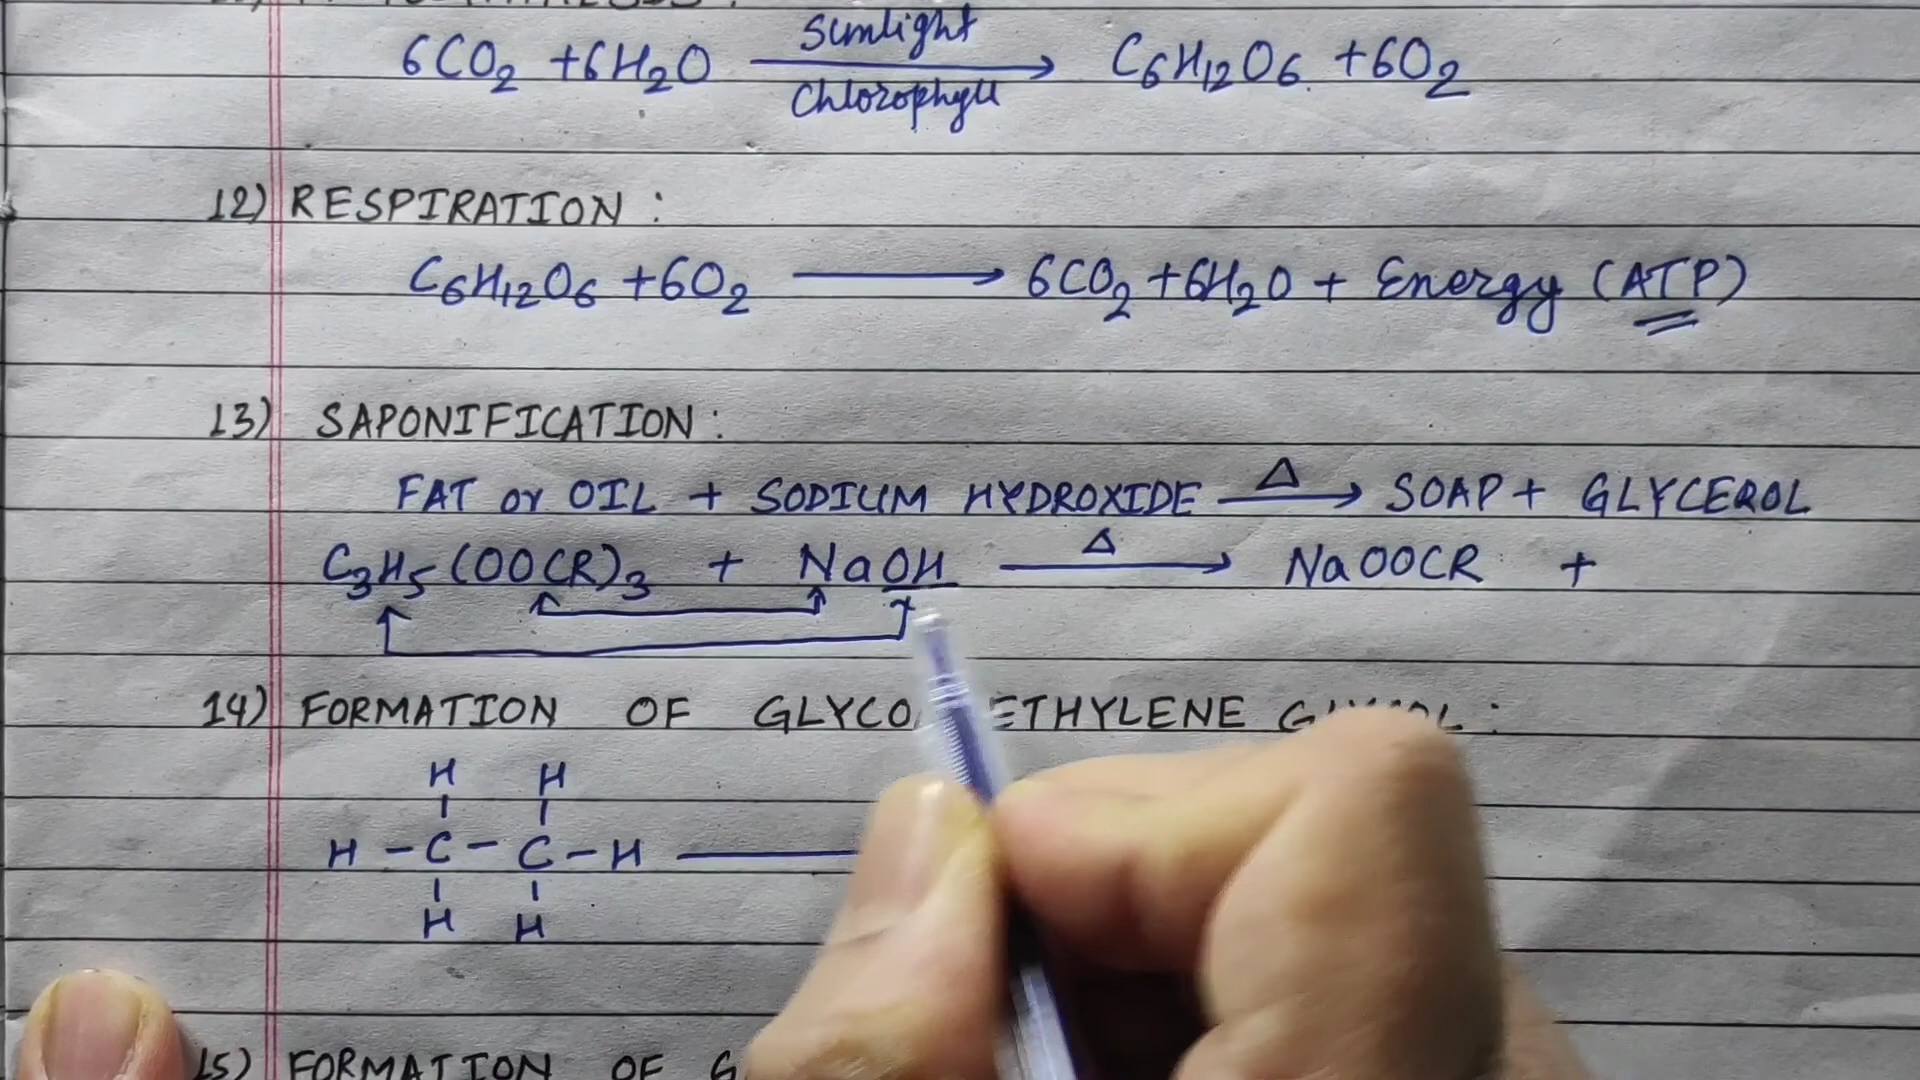 Sunlight
6CO₂ + 6H₂O → C₆H₁₂O₆ + 6O₂
Chlorophyll
12) RESPIRATION :
C₆H₁₂O₆ + 6O₂ → 6CO₂ + 6H₂O + Energy (ATP)
13) SAPONIFICATION :
FAT or OIL + SODIUM HYDROXIDE Δ→ SOAP + GLYCEROL
C₃H₅(OOCR)₃ + NaOH Δ→ NaOOCR +
14) FORMATION OF ETHYLENE :
H H
H - C - C - H
H H
15) FORMATION OF